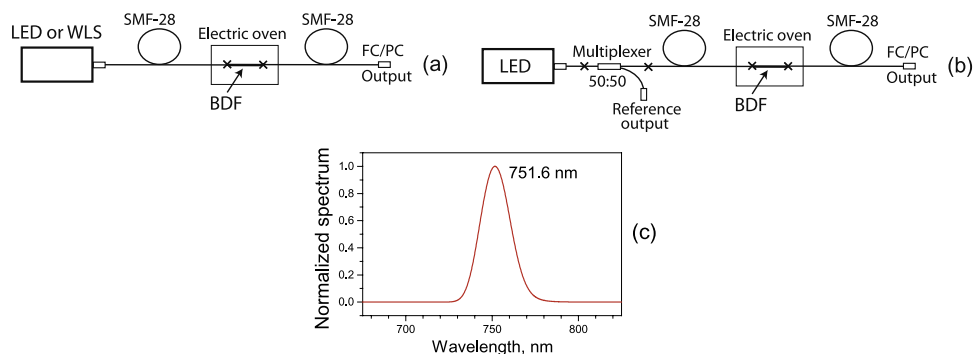 LED or WLS
SMF-28
Electric oven
SMF-28
FC/PC
Output
BDF
(a)
LED
Multiplexer
50:50
Reference
output
SMF-28
Electric oven
SMF-28
FC/PC
Output
BDF
(b)
Normalized spectrum
1.0
0.8
0.6
0.4
0.2
0.0
751.6 nm
700
750
800
Wavelength, nm
(c)